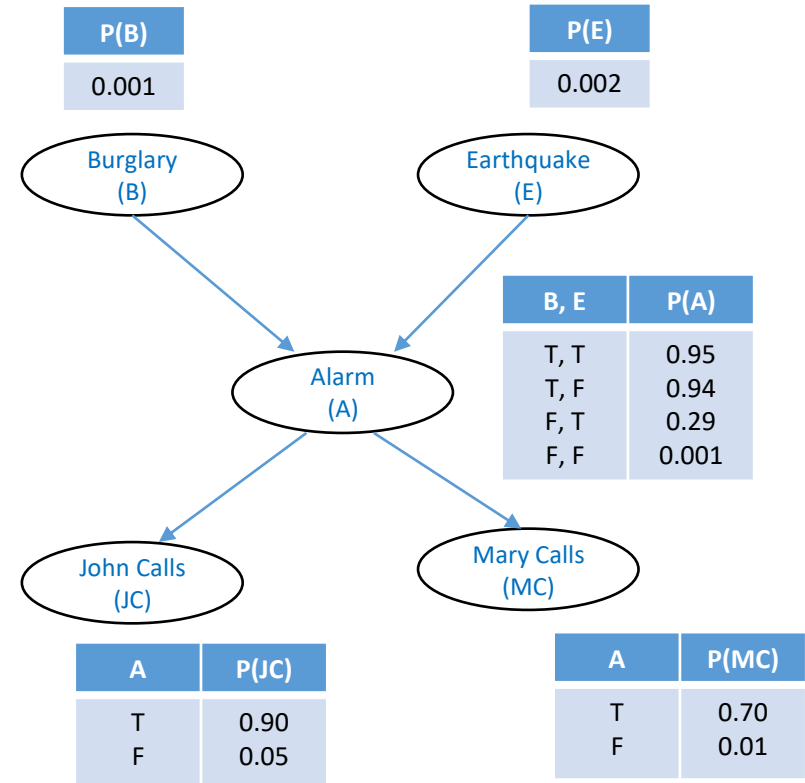 P(B)
0.001
P(E)
0.002
Burglary
(B)
Earthquake
(E)
B, E P(A)
T, T 0.95
T, F 0.94
F, T 0.29
F, F 0.001
Alarm
(A)
John Calls
(JC)
Mary Calls
(MC)
A P(JC)
T 0.90
F 0.05
A P(MC)
T 0.70
F 0.01